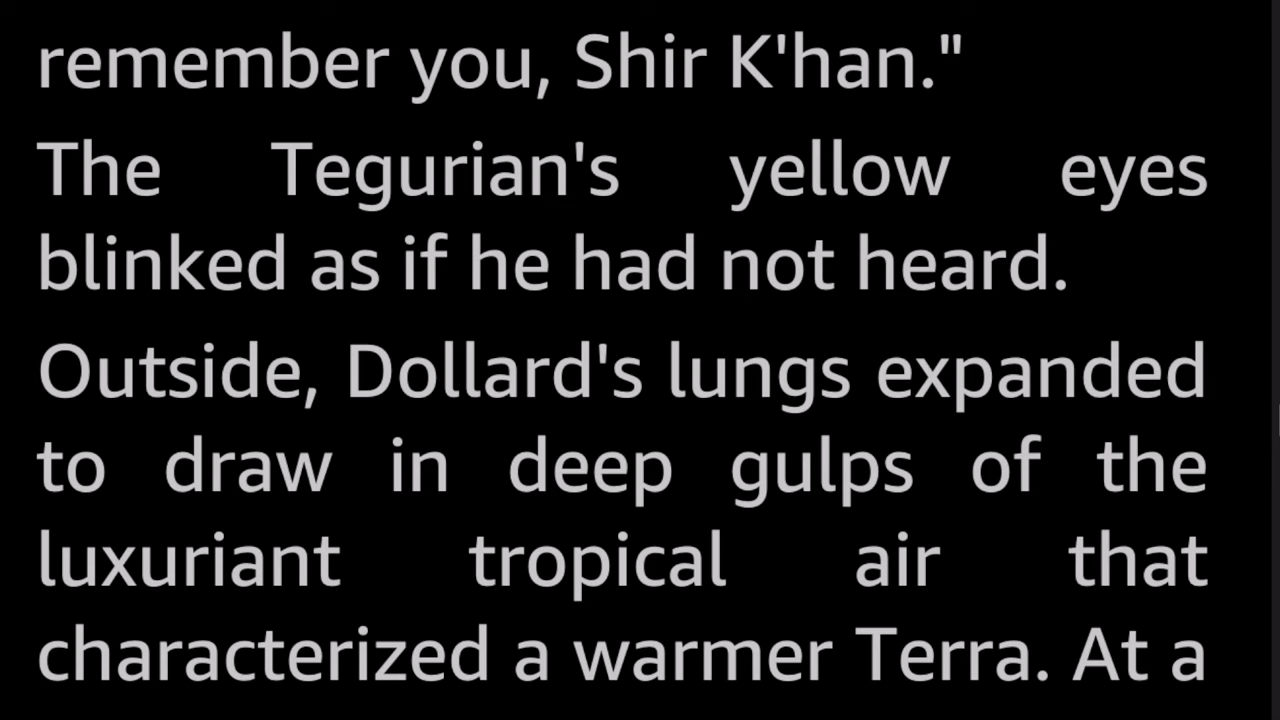 remember you, Shir K'han."
The Tegurian's yellow eyes
blinked as if he had not heard.
Outside, Dollard's lungs expanded
to draw in deep gulps of the
luxuriant tropical air that
characterized a warmer Terra. At a